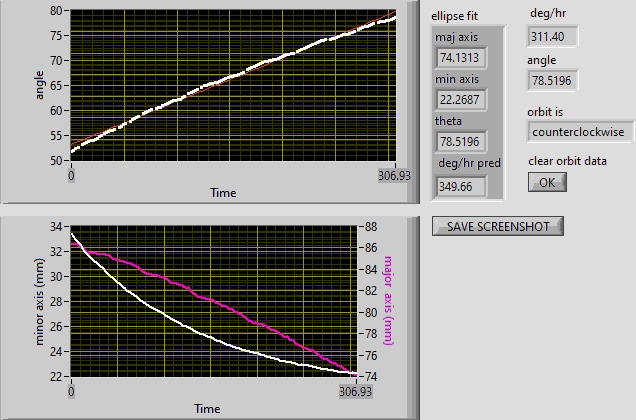 80
75
70
65
60
55
50
angle
0
306.93
Time
ellipse fit
maj axis
74.1313
min axis
22.2687
theta
78.5196
deg/hr pred
349.66
deg/hr
311.40
angle
78.5196
orbit is
counterclockwise
clear orbit data
OK
SAVE SCREENSHOT
34
32
30
28
26
24
22
minor axis (mm)
88
86
84
82
80
78
76
74
major axis (mm)
0
306.93
Time